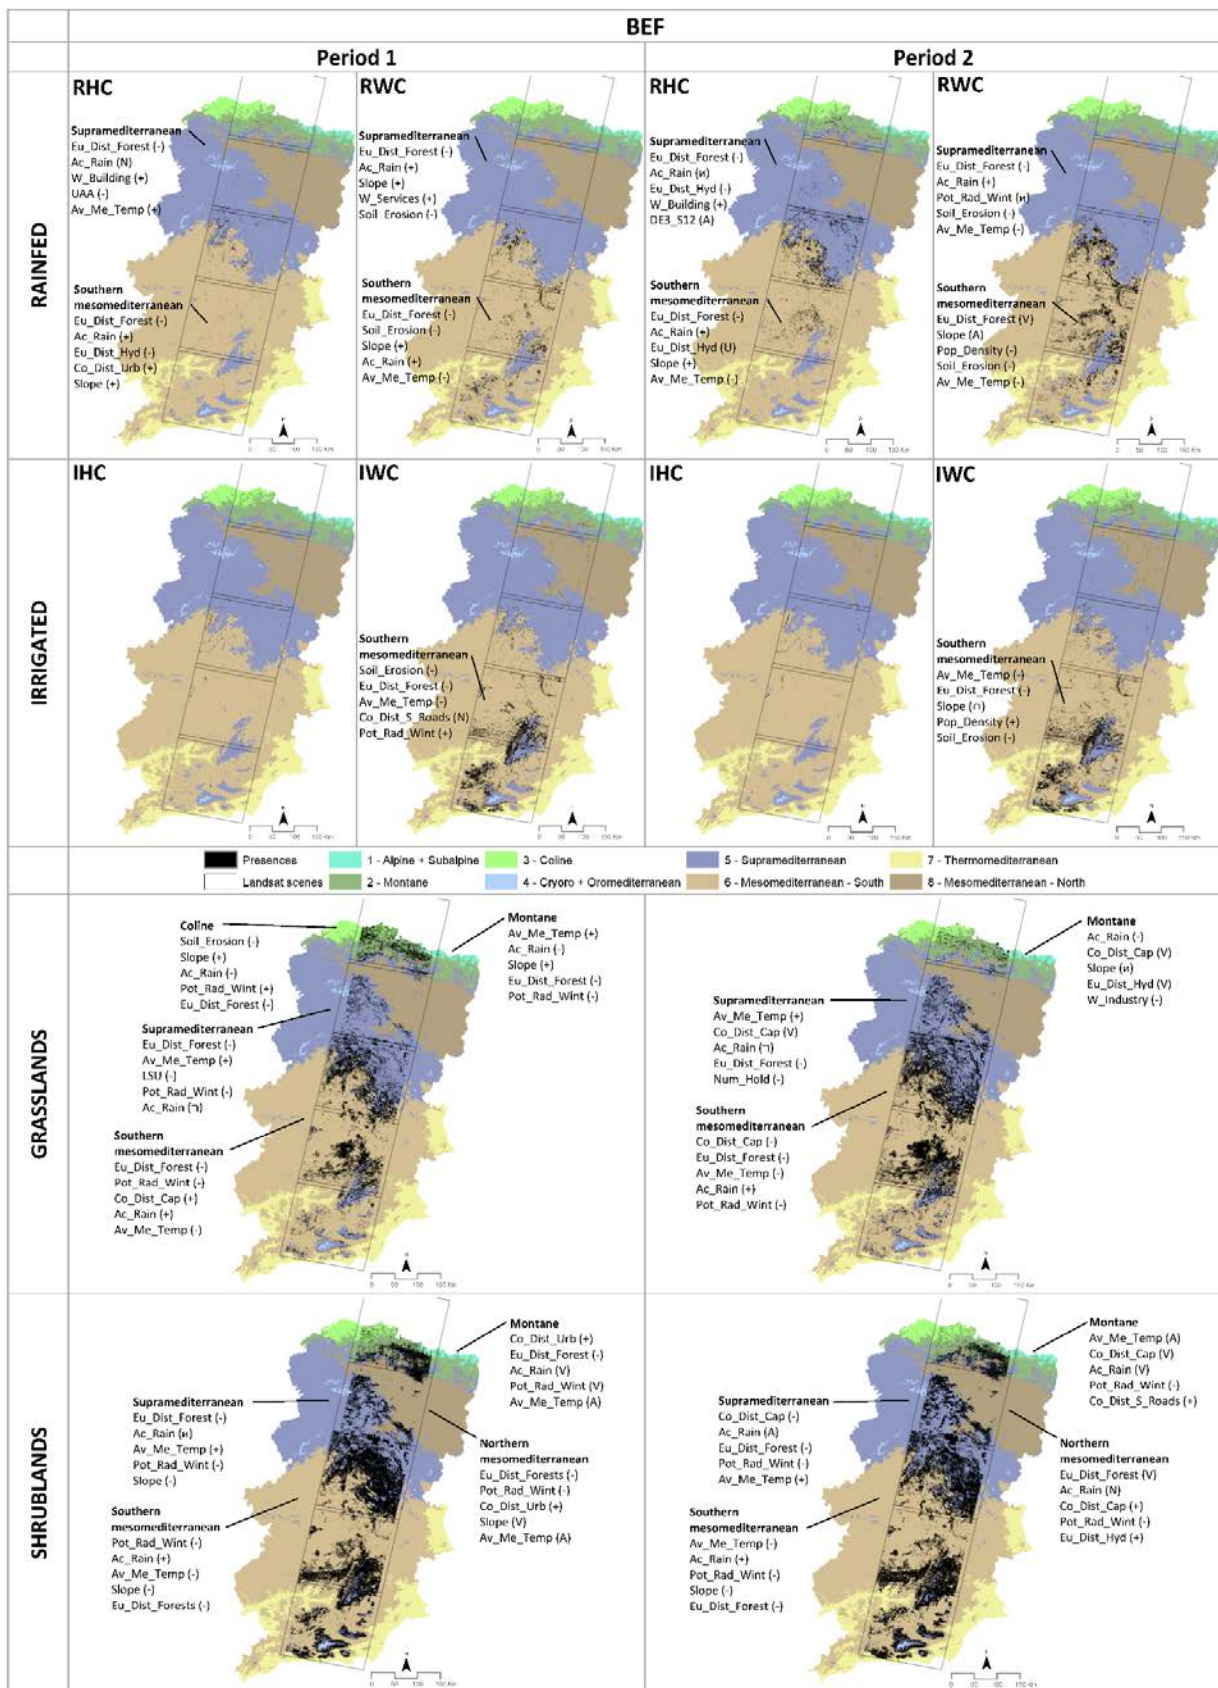 BEF
Period 1
Period 2
RAINFED
RHC
Supramediterranean
Eu_Dist_Forest (-)
Ac_Rain (N)
W_Building (+)
UAA (-)
Av_Me_Temp (+)
Southern
mesomediterranean
Eu_Dist_Forest (-)
Ac_Rain (+)
Eu_Dist_Hyd (-)
Co_Dist_Urb (+)
Slope (+)
RWC
Supramediterranean
Eu_Dist_Forest (-)
Ac_Rain (+)
Slope (+)
W_Services (+)
Soil_Erosion (-)
Southern
mesomediterranean
Eu_Dist_Forest (-)
Soil_Erosion (-)
Slope (+)
Ac_Rain (+)
Av_Me_Temp (-)
RHC
Supramediterranean
Eu_Dist_Forest (-)
Ac_Rain (и)
Eu_Dist_Hyd (-)
W_Building (+)
DE3_S12 (A)
Southern
mesomediterranean
Eu_Dist_Forest (-)
Ac_Rain (+)
Eu_Dist_Hyd (U)
Slope (+)
Av_Me_Temp (-)
RWC
Supramediterranean
Eu_Dist_Forest (-)
Ac_Rain (+)
Pot_Rad_Wint (и)
Soil_Erosion (-)
Av_Me_Temp (-)
Southern
mesomediterranean
Eu_Dist_Forest (V)
Slope (A)
Pop_Density (-)
Soil_Erosion (-)
Av_Me_Temp (-)
IRRIGATED
IHC
IWC
Southern
mesomediterranean
Soil_Erosion (-)
Eu_Dist_Forest (-)
Av_Me_Temp (-)
Co_Dist_S_Roads (N)
Pot_Rad_Wint (+)
IHC
IWC
Southern
mesomediterranean
Av_Me_Temp (-)
Eu_Dist_Forest (-)
Slope (∩)
Pop_Density (+)
Soil_Erosion (-)
Presences
1 - Alpine + Subalpine
3 - Coline
5 - Supramediterranean
7 - Thermomediterranean
Landsat scenes
2 - Montane
4 - Cryoro + Oromediterranean
6 - Mesomediterranean - South
8 - Mesomediterranean - North
GRASSLANDS
Coline
Soil_Erosion (-)
Slope (+)
Ac_Rain (-)
Pot_Rad_Wint (+)
Eu_Dist_Forest (-)
Montane
Av_Me_Temp (+)
Ac_Rain (-)
Slope (+)
Eu_Dist_Forest (-)
Pot_Rad_Wint (-)
Supramediterranean
Eu_Dist_Forest (-)
Av_Me_Temp (+)
LSU (-)
Pot_Rad_Wint (-)
Ac_Rain (¬)
Southern
mesomediterranean
Eu_Dist_Forest (-)
Pot_Rad_Wint (-)
Co_Dist_Cap (+)
Ac_Rain (+)
Av_Me_Temp (-)
Montane
Ac_Rain (-)
Co_Dist_Cap (V)
Slope (и)
Eu_Dist_Hyd (V)
W_Industry (-)
Supramediterranean
Av_Me_Temp (+)
Co_Dist_Cap (V)
Ac_Rain (¬)
Eu_Dist_Forest (-)
Num_Hold (-)
Southern
mesomediterranean
Co_Dist_Cap (-)
Eu_Dist_Forest (-)
Av_Me_Temp (-)
Ac_Rain (+)
Pot_Rad_Wint (-)
SHRUBLANDS
Montane
Co_Dist_Urb (+)
Eu_Dist_Forest (-)
Ac_Rain (V)
Pot_Rad_Wint (V)
Av_Me_Temp (A)
Supramediterranean
Eu_Dist_Forest (-)
Ac_Rain (и)
Av_Me_Temp (+)
Pot_Rad_Wint (-)
Slope (-)
Northern
mesomediterranean
Eu_Dist_Forests (-)
Pot_Rad_Wint (-)
Co_Dist_Urb (+)
Slope (V)
Av_Me_Temp (A)
Southern
mesomediterranean
Pot_Rad_Wint (-)
Ac_Rain (+)
Av_Me_Temp (-)
Slope (-)
Eu_Dist_Forests (-)
Montane
Av_Me_Temp (A)
Co_Dist_Cap (V)
Ac_Rain (V)
Pot_Rad_Wint (-)
Co_Dist_S_Roads (+)
Supramediterranean
Co_Dist_Cap (-)
Ac_Rain (A)
Eu_Dist_Forest (-)
Pot_Rad_Wint (-)
Av_Me_Temp (+)
Northern
mesomediterranean
Eu_Dist_Forest (V)
Ac_Rain (N)
Co_Dist_Cap (+)
Pot_Rad_Wint (-)
Eu_Dist_Hyd (+)
Southern
mesomediterranean
Av_Me_Temp (-)
Ac_Rain (+)
Pot_Rad_Wint (-)
Slope (-)
Eu_Dist_Forest (-)